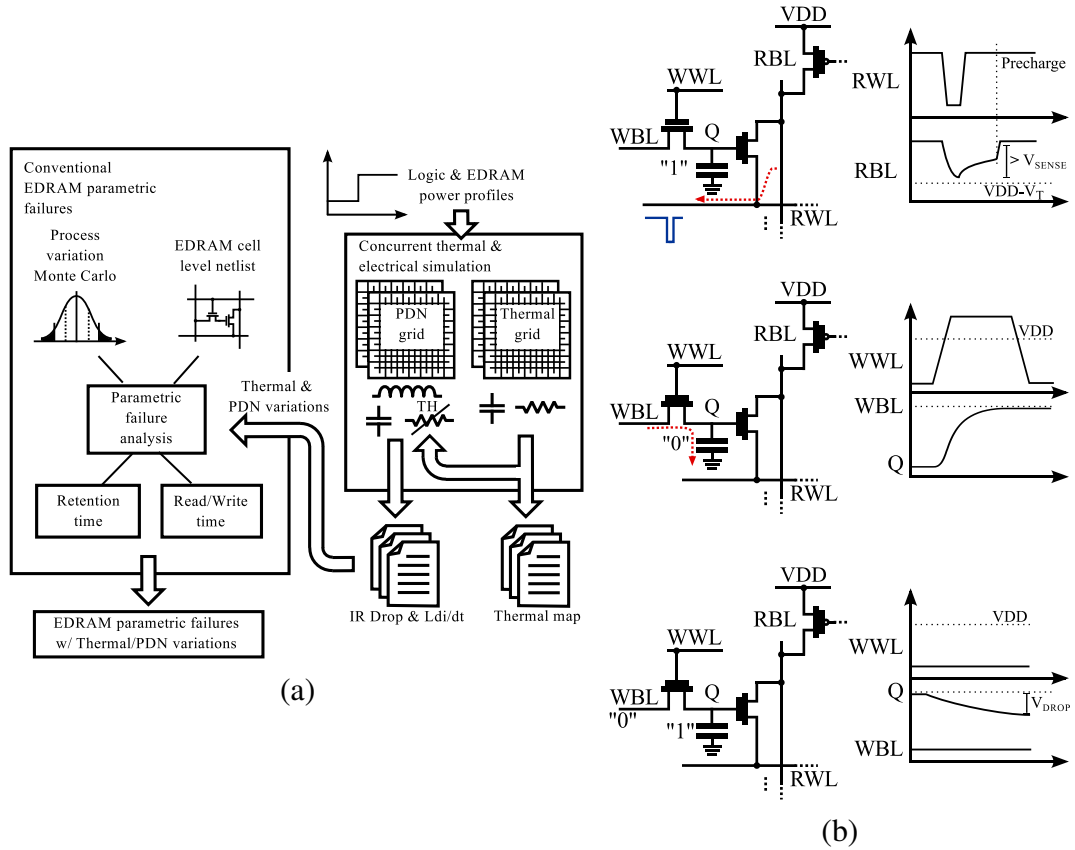 Conventional
EDRAM parametric
failures
Process
variation
Monte Carlo
EDRAM cell
level netlist
Parametric
failure
analysis
Retention
time
Read/Write
time
EDRAM parametric failures
w/ Thermal/PDN variations
Logic & EDRAM
power profiles
Concurrent thermal &
electrical simulation
PDN
grid
Thermal
grid
TH
Thermal &
PDN variations
IR Drop & Ldi/dt
Thermal map
(a)
VDD
RBL
WWL
WBL
Q
"1"
RWL
RWL
Precharge
RBL
> VSENSE
VDD-VT
VDD
RBL
WWL
WBL
Q
"0"
RWL
VDD
WWL
WBL
Q
VDD
RBL
WWL
WBL
Q
"0"
"1"
RWL
VDD
WWL
Q
VDROP
WBL
(b)